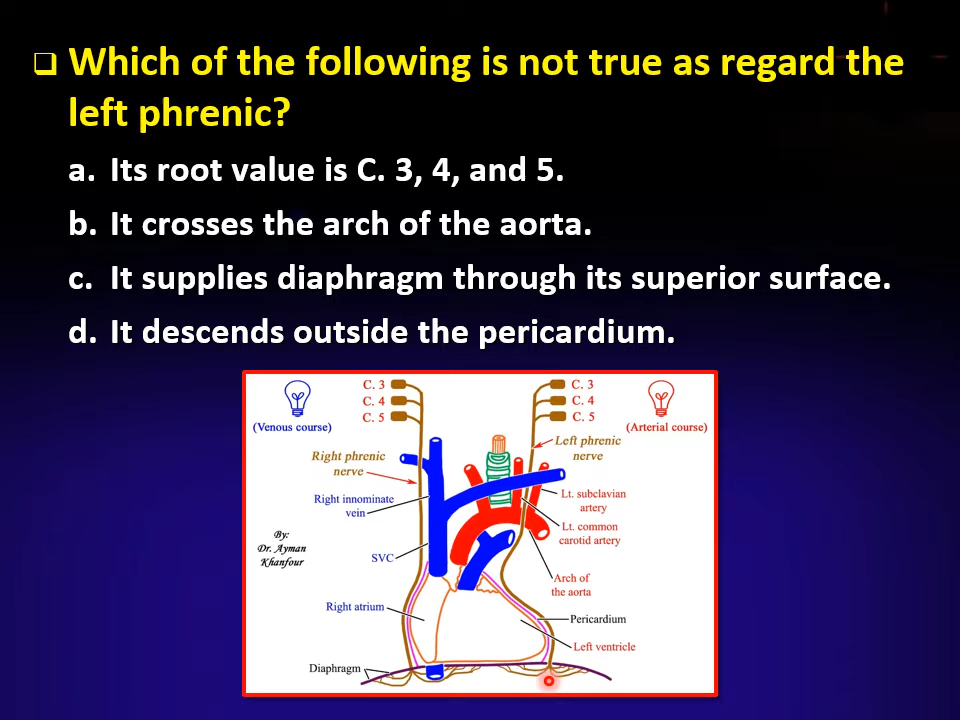 Which of the following is not true as regard the
left phrenic?
a. Its root value is C. 3, 4, and 5.
b. It crosses the arch of the aorta.
c. It supplies diaphragm through its superior surface.
d. It descends outside the pericardium.
C. 3
C. 4
C. 5
C. 3
C. 4
C. 5
(Venous course)
(Arterial course)
Left phrenic
nerve
Right phrenic
nerve
Right innominate
vein
Lt. subclavian
artery
Lt. common
carotid artery
By:
Dr. Ayman
Khanfour
SVC
Arch of
the aorta
Right atrium
Pericardium
Left ventricle
Diaphragm